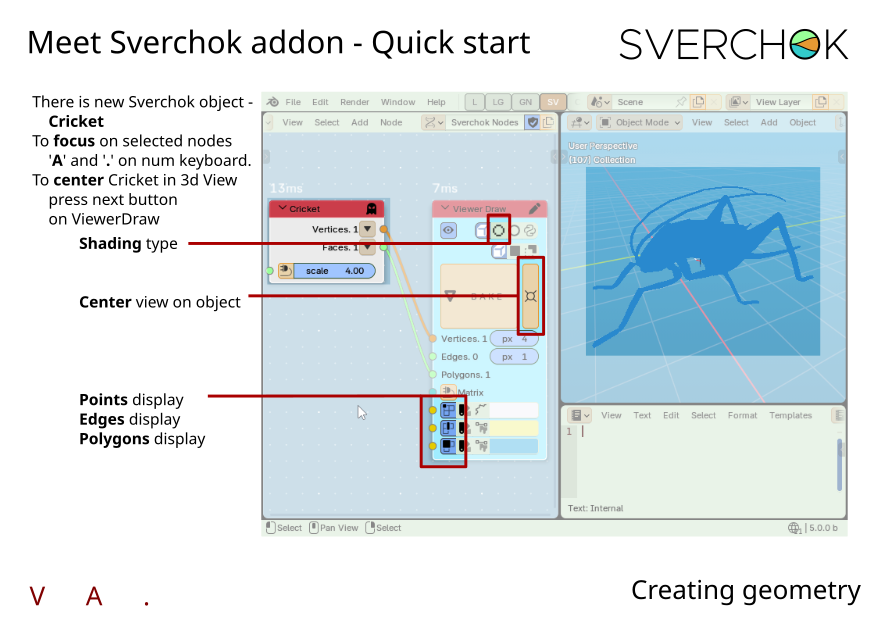 Meet Sverchok addon - Quick start
SVERCHOK
There is new Sverchok object -
Cricket
To focus on selected nodes
'A' and '.' on num keyboard.
To center Cricket in 3d View
press next button
on ViewerDraw
Shading type
Center view on object
Points display
Edges display
Polygons display
File Edit Render Window Help L LG GN SV Scene View Layer
View Select Add Node Sverchok Nodes Object Mode View Select Add Object
User Perspective
(107) Collection
13ms 7ms
Cricket
Vertices. 1
Faces. 1
scale 4.00
Viewer Draw
BAKE
Vertices. 1 px 4
Edges. 0 px 1
Polygons. 1
Matrix
View Text Edit Select Format Templates
1
Text: Internal
Select Pan View Select 5.0.0 b
V A .
Creating geometry